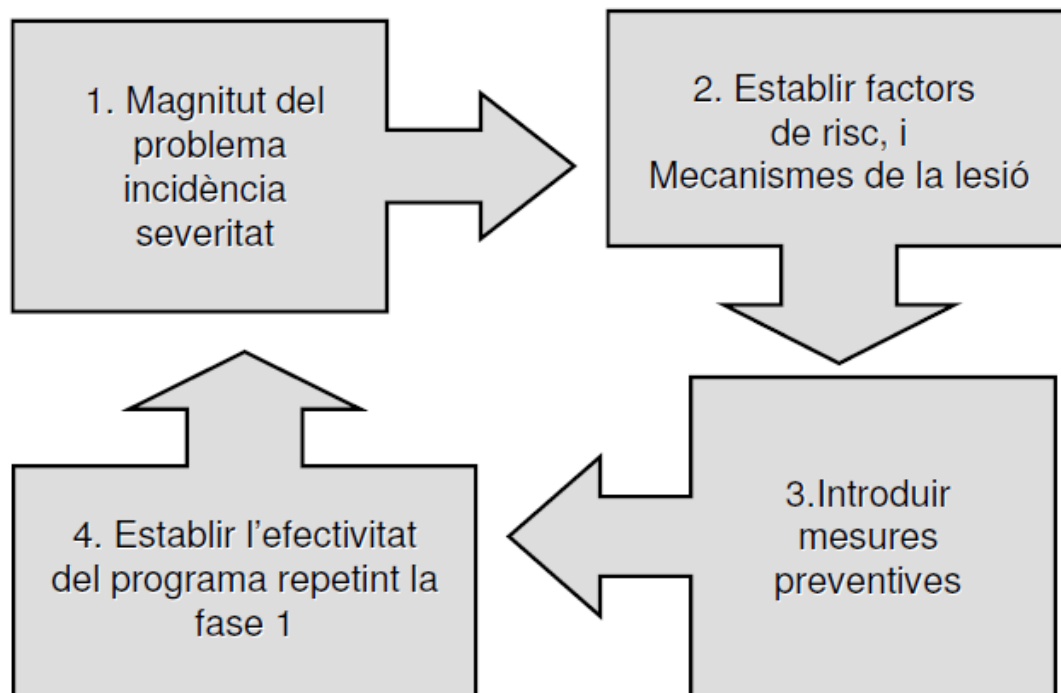 1. Magnitut del
problema
incidència
severitat
2. Establir factors
de risc, i
Mecanismes de la lesió
3.Introduir
mesures
preventives
4. Establir l’efectivitat
del programa repetint la
fase 1